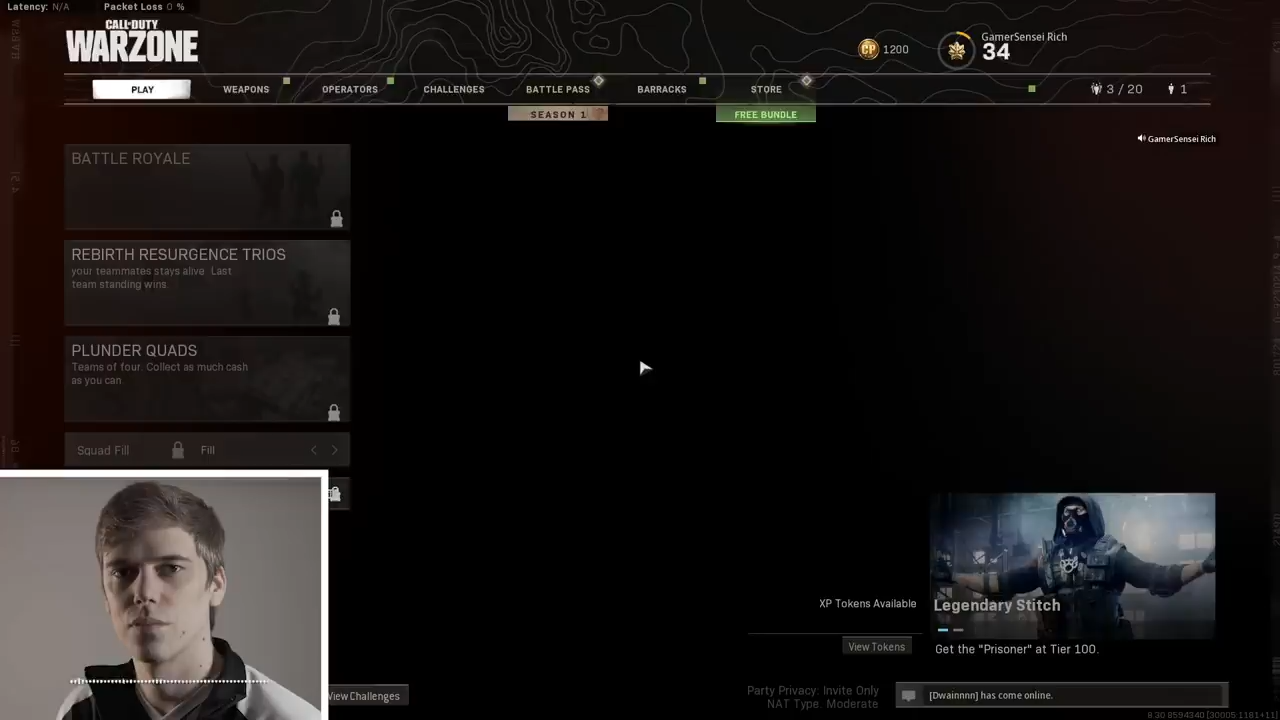 Latency: N/A Packet Loss 0 %
CALL OF DUTY
WARZONE
CP 1200
GamerSensei Rich
34
PLAY WEAPONS OPERATORS CHALLENGES BATTLE PASS BARRACKS STORE 3 / 20 1
SEASON 1 FREE BUNDLE
GamerSensei Rich
BATTLE ROYALE
REBIRTH RESURGENCE TRIOS
your teammates stays alive Last
team standing wins.
PLUNDER QUADS
Teams of four. Collect as much cash
as you can
Squad Fill Fill
XP Tokens Available
View Tokens
Legendary Stitch
Get the "Prisoner" at Tier 100.
View Challenges
Party Privacy: Invite Only
NAT Type: Moderate
[Dwainnnn] has come online.